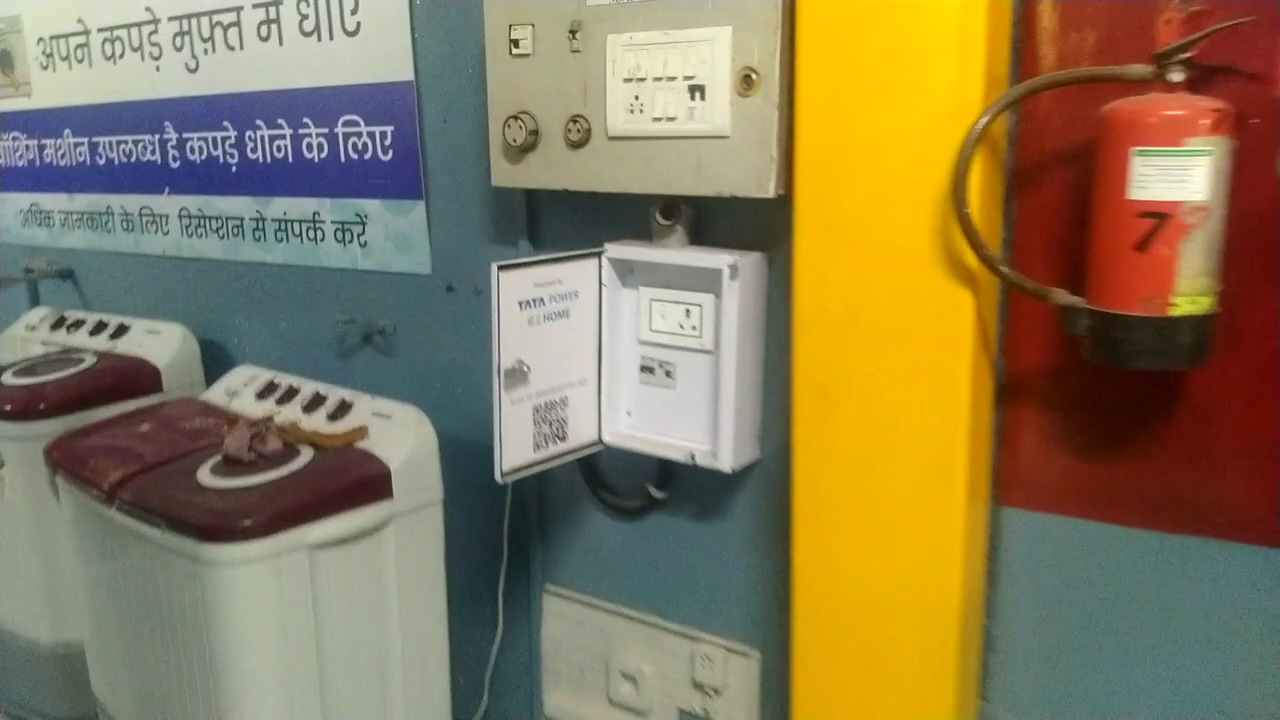 अपने कपड़े मुफ़्त में धोएं
वॉशिंग मशीन उपलब्ध है कपड़े धोने के लिए
अधिक जानकारी के लिए रिसेप्शन से संपर्क करें
TATA POWER
EZ HOME
7